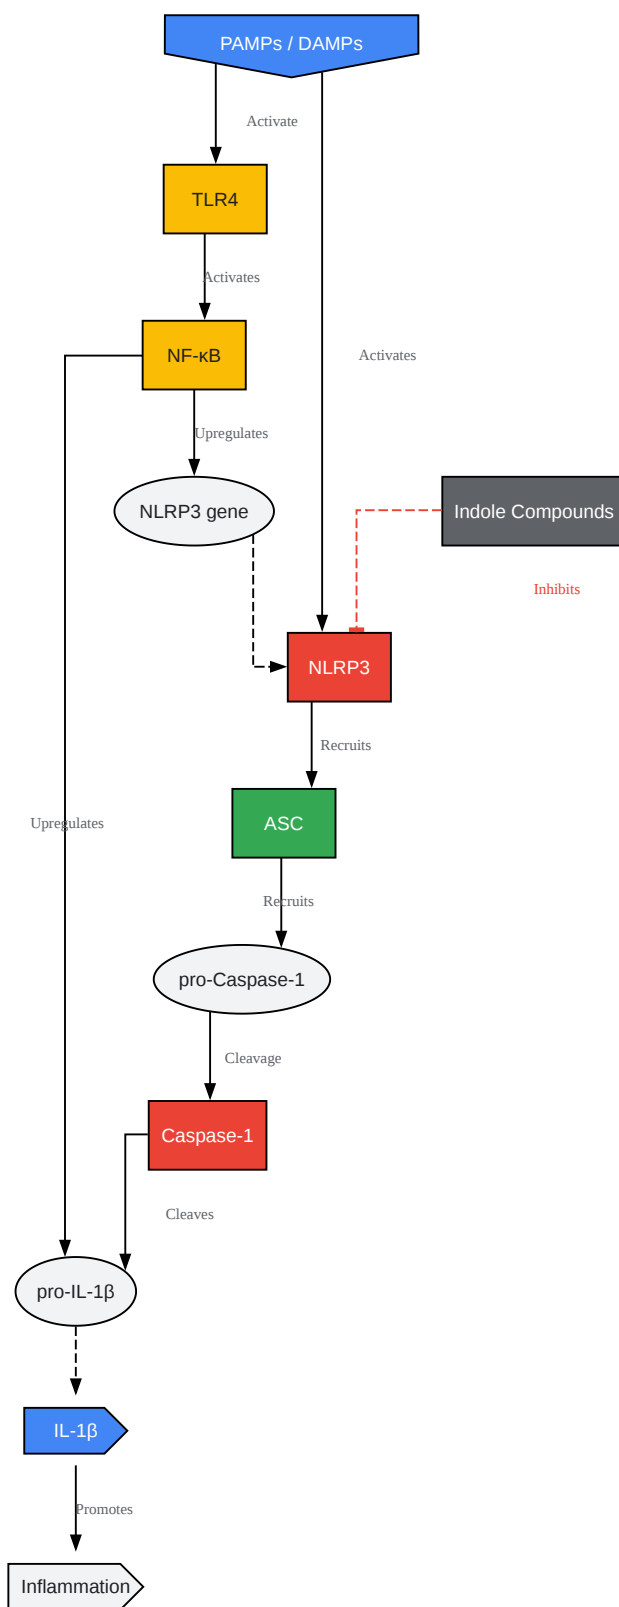 PAMPs / DAMPs
Activate
TLR4
Activates
NF-κB
Activates
Upregulates
NLRP3 gene
Indole Compounds
Inhibits
NLRP3
Recruits
ASC
Upregulates
Recruits
pro-Caspase-1
Cleavage
Caspase-1
Cleaves
pro-IL-1β
IL-1β
Promotes
Inflammation